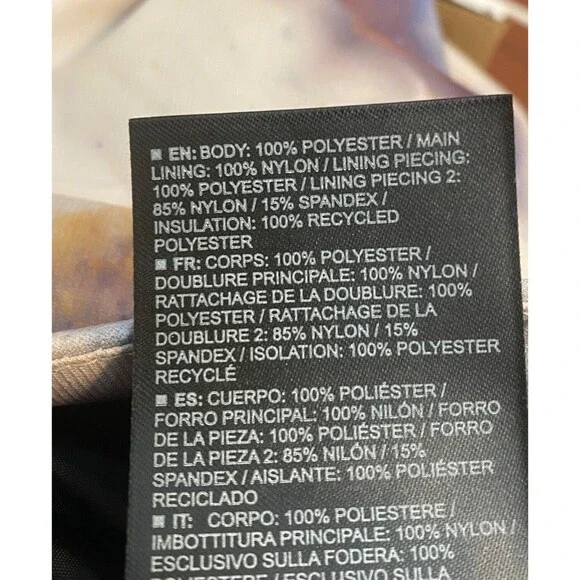 EN: BODY: 100% POLYESTER / MAIN
LINING: 100% NYLON / LINING PIECING:
100% POLYESTER / LINING PIECING 2:
85% NYLON / 15% SPANDEX /
INSULATION: 100% RECYCLED
POLYESTER
FR: CORPS: 100% POLYESTER /
DOUBLURE PRINCIPALE: 100% NYLON /
RATTACHAGE DE LA DOUBLURE: 100%
POLYESTER / RATTACHAGE DE LA
DOUBLURE 2: 85% NYLON / 15%
SPANDEX / ISOLATION: 100% POLYESTER
RECYCLÉ
ES: CUERPO: 100% POLIÉSTER /
FORRO PRINCIPAL: 100% NILÓN / FORRO
DE LA PIEZA: 100% POLIÉSTER / FORRO
DE LA PIEZA 2: 85% NILÓN / 15%
SPANDEX / AISLANTE: 100% POLIÉSTER
RECICLADO
IT: CORPO: 100% POLIESTERE /
IMBOTTITURA PRINCIPALE: 100% NYLON /
ESCLUSIVO SULLA FODERA: 100%
POLIESTERE / ESCLUSIVO SULLA